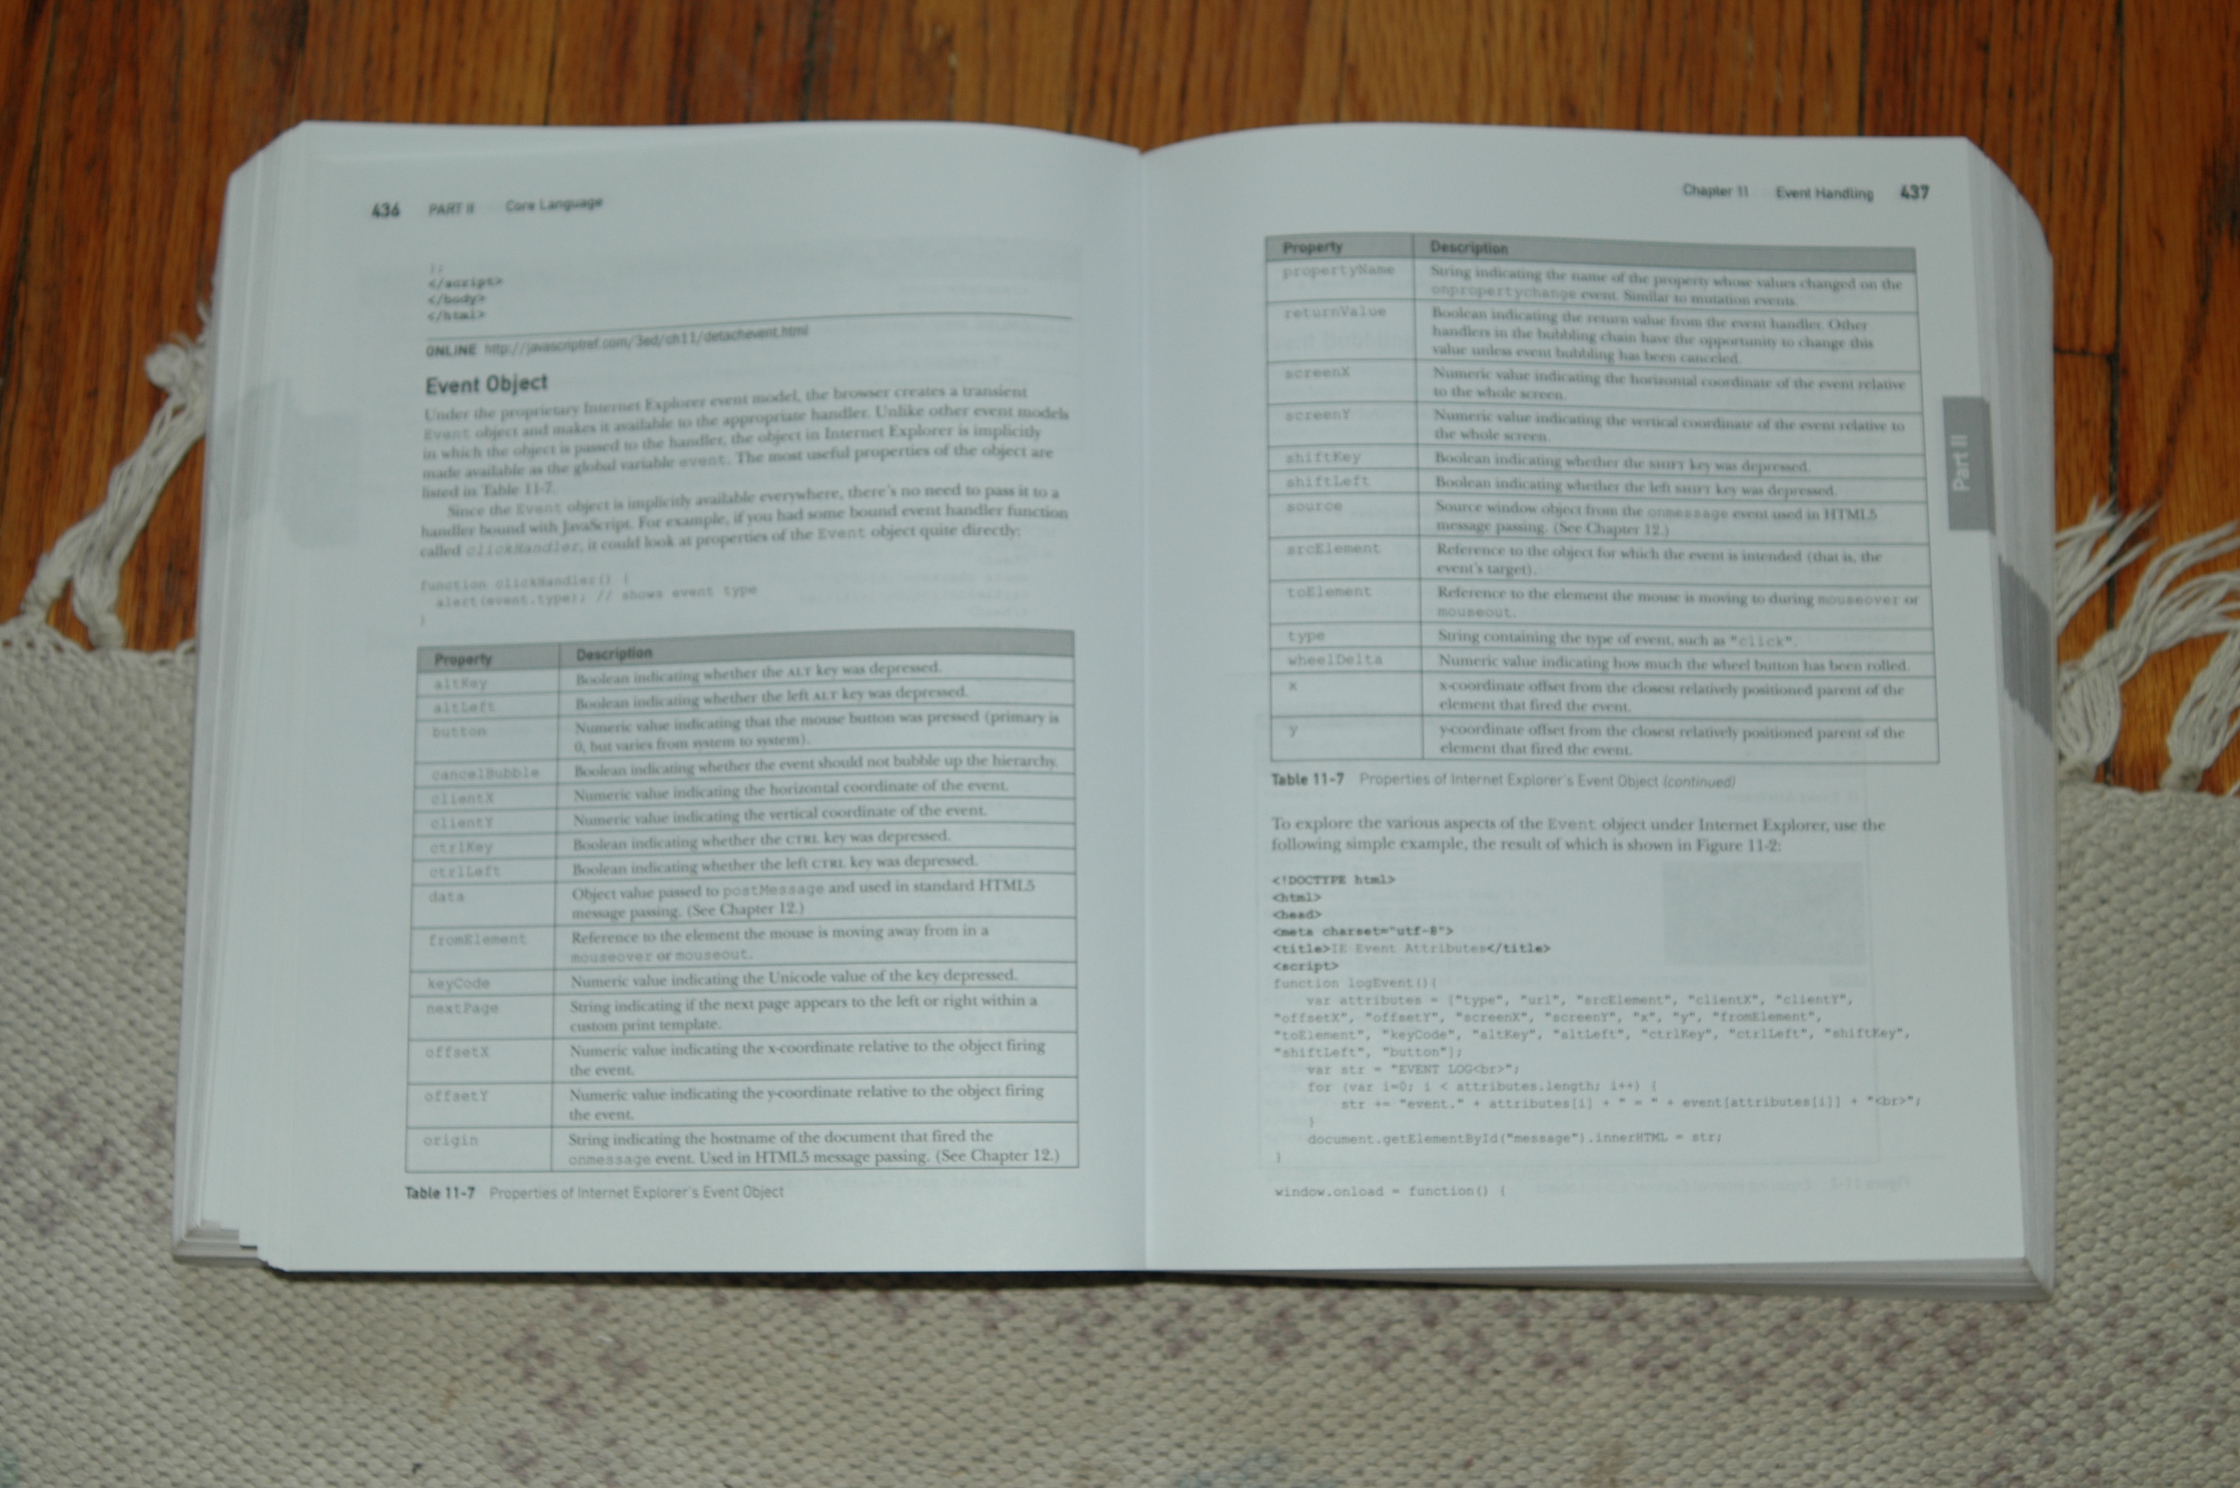 436 PART II Core Language
};
</script>
</body>
</html>
ONLINE http://javascriptref.com/3ed/ch11/detachevent.html
Event Object
Under the proprietary Internet Explorer event model, the browser creates a transient
Event object and makes it available to the appropriate handler. Unlike other event models
in which the object is passed to the handler, the object in Internet Explorer is implicitly
made available as the global variable event. The most useful properties of the object are
listed in Table 11-7.
Since the Event object is implicitly available everywhere, there's no need to pass it to a
handler bound with JavaScript. For example, if you had some bound event handler function
called clickHandler, it could look at properties of the Event object quite directly:
function clickHandler() {
alert(event.type); // shows event type
}
Property Description
altKey Boolean indicating whether the ALT key was depressed.
altLeft Boolean indicating whether the left ALT key was depressed.
button Numeric value indicating that the mouse button was pressed (primary is
0, but varies from system to system).
cancelBubble Boolean indicating whether the event should not bubble up the hierarchy.
clientX Numeric value indicating the horizontal coordinate of the event.
clientY Numeric value indicating the vertical coordinate of the event.
ctrlKey Boolean indicating whether the CTRL key was depressed.
ctrlLeft Boolean indicating whether the left CTRL key was depressed.
data Object value passed to postMessage and used in standard HTML5
message passing. (See Chapter 12.)
fromElement Reference to the element the mouse is moving away from in a
mouseover or mouseout.
keyCode Numeric value indicating the Unicode value of the key depressed.
nextPage String indicating if the next page appears to the left or right within a
custom print template.
offsetX Numeric value indicating the x-coordinate relative to the object firing
the event.
offsetY Numeric value indicating the y-coordinate relative to the object firing
the event.
origin String indicating the hostname of the document that fired the
onmessage event. Used in HTML5 message passing. (See Chapter 12.)
Table 11-7 Properties of Internet Explorer's Event Object
Chapter 11 Event Handling 437
Part II
Property Description
propertyName String indicating the name of the property whose values changed on the
onpropertychange event. Similar to mutation events.
returnValue Boolean indicating the return value from the event handler. Other
handlers in the bubbling chain have the opportunity to change this
value unless event bubbling has been canceled.
screenX Numeric value indicating the horizontal coordinate of the event relative
to the whole screen.
screenY Numeric value indicating the vertical coordinate of the event relative to
the whole screen.
shiftKey Boolean indicating whether the SHIFT key was depressed.
shiftLeft Boolean indicating whether the left SHIFT key was depressed.
source Source window object from the onmessage event used in HTML5
message passing. (See Chapter 12.)
srcElement Reference to the object for which the event is intended (that is, the
event's target).
toElement Reference to the element the mouse is moving to during mouseover or
mouseout.
type String containing the type of event, such as "click".
wheelDelta Numeric value indicating how much the wheel button has been rolled.
x x-coordinate offset from the closest relatively positioned parent of the
element that fired the event.
y y-coordinate offset from the closest relatively positioned parent of the
element that fired the event.
Table 11-7 Properties of Internet Explorer's Event Object (continued)
To explore the various aspects of the Event object under Internet Explorer, use the
following simple example, the result of which is shown in Figure 11-2:
<!DOCTYPE html>
<html>
<head>
<meta charset="utf-8">
<title>IE Event Attributes</title>
<script>
function logEvent(){
var attributes = ["type", "url", "srcElement", "clientX", "clientY",
"offsetX", "offsetY", "screenX", "screenY", "x", "y", "fromElement",
"toElement", "keyCode", "altKey", "altLeft", "ctrlKey", "ctrlLeft", "shiftKey",
"shiftLeft", "button"];
var str = "EVENT LOG<br>";
for (var i=0; i < attributes.length; i++) {
str += "event." + attributes[i] + " = " + event[attributes[i]] + "<br>";
}
document.getElementById("message").innerHTML = str;
}
window.onload = function() {